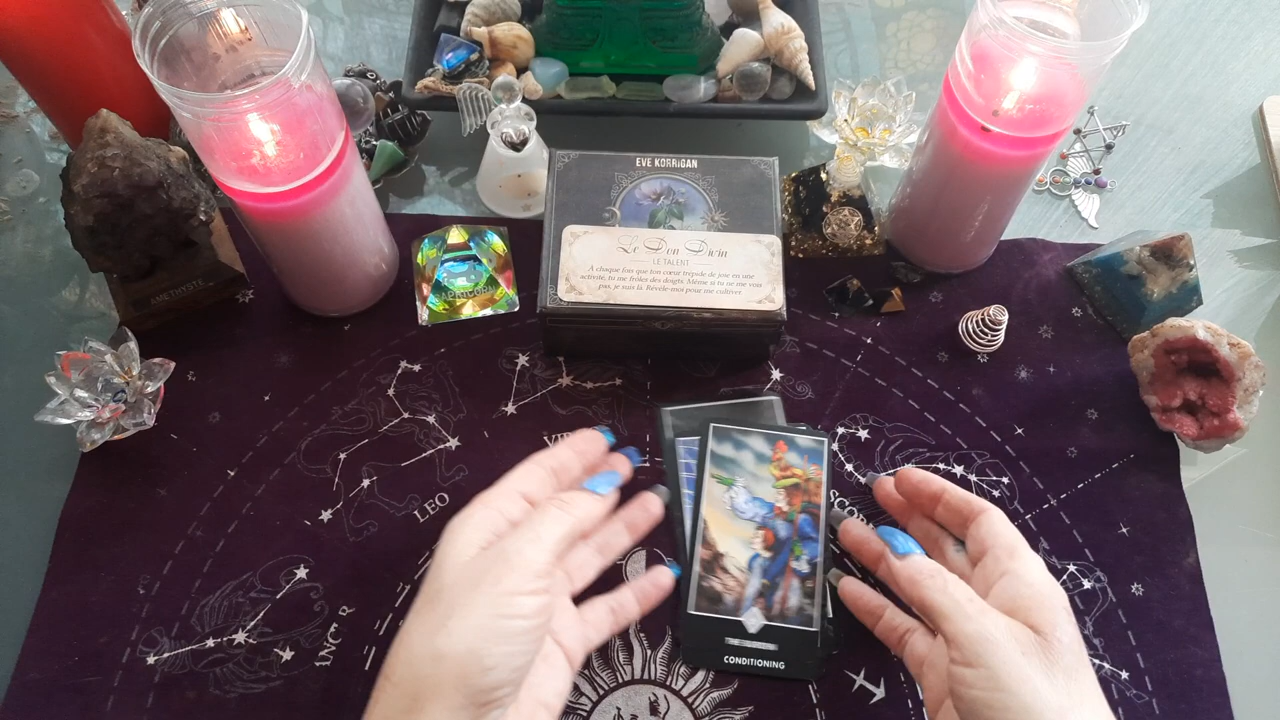 EVE KORRIGAN
Le Don Divin
LE TALENT
À chaque fois que ton cœur trépide de joie en une
activité, tu me frôles des doigts. Même si tu ne me vois
pas, je suis là. Révèle-moi pour me cultiver.
AMETHYSTE
CAPRICORN
LEO
CONDITIONING